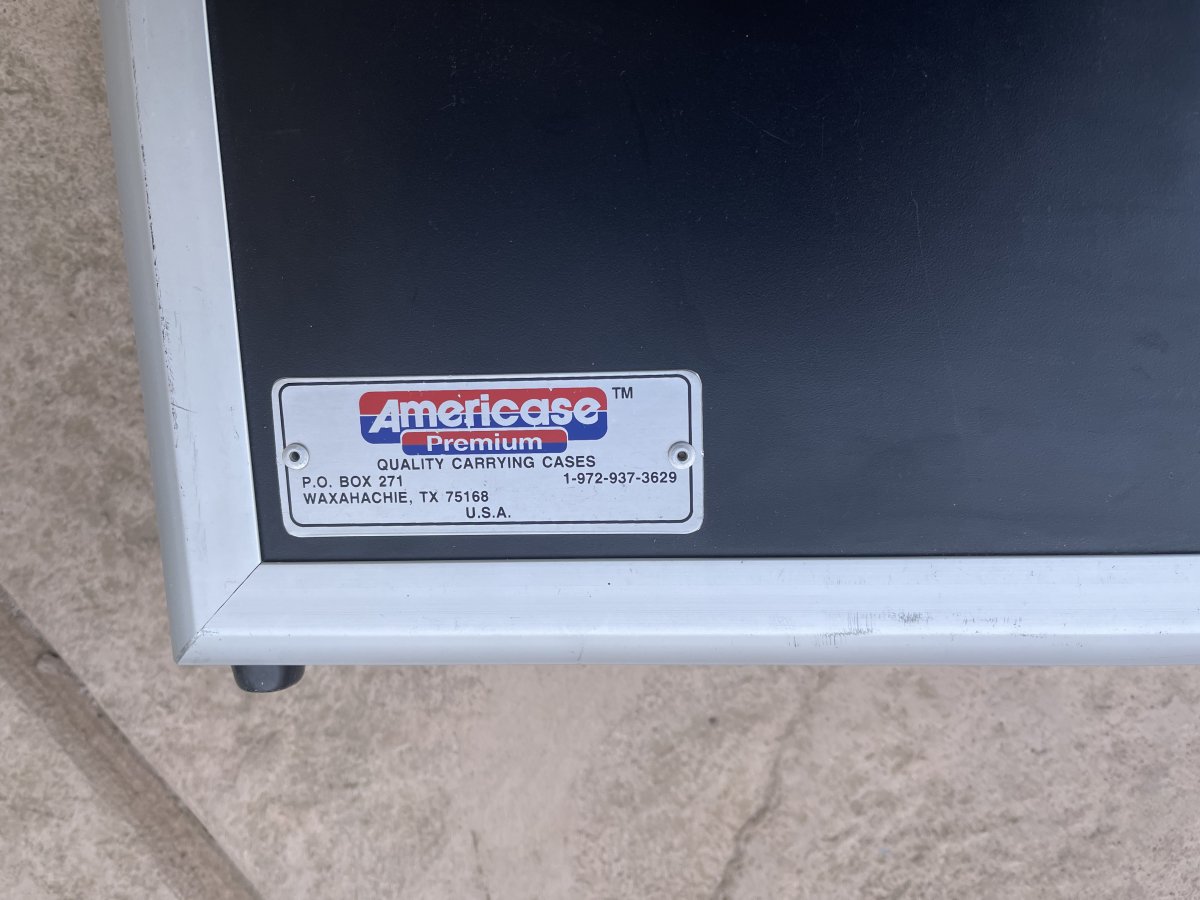 Americase TM
Premium
QUALITY CARRYING CASES
P.O. BOX 271 1-972-937-3629
WAXAHACHIE, TX 75168
U.S.A.